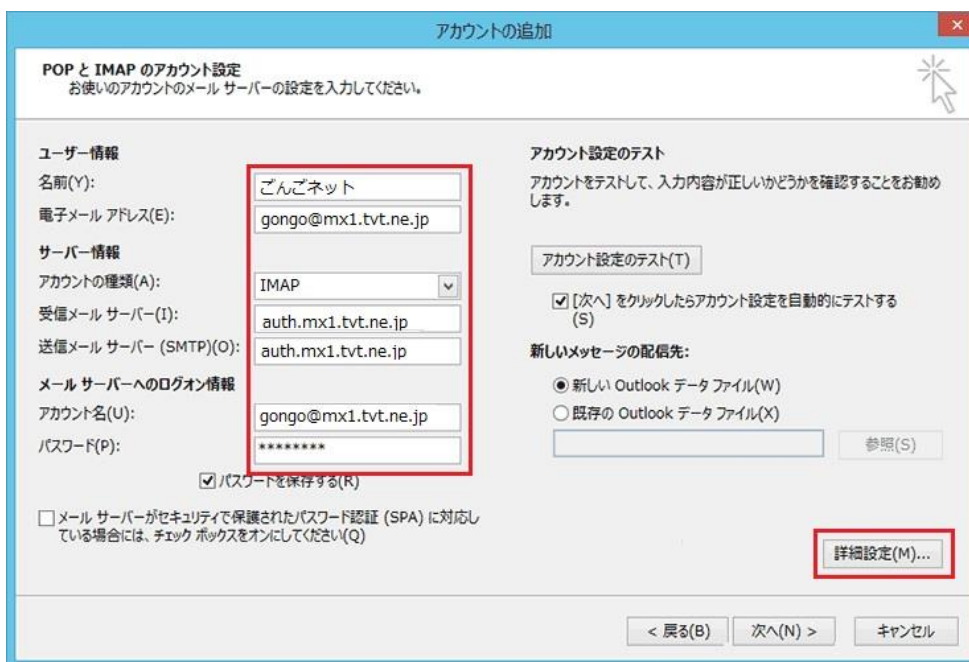 アカウントの追加
POP と IMAP のアカウント設定
お使いのアカウントのメール サーバーの設定を入力してください。
ユーザー情報
名前(Y):
ごんごネット
電子メール アドレス(E):
gongo@mx1.tvt.ne.jp
サーバー情報
アカウントの種類(A):
IMAP
受信メール サーバー(I):
auth.mx1.tvt.ne.jp
送信メール サーバー (SMTP)(O):
auth.mx1.tvt.ne.jp
メール サーバーへのログオン情報
アカウント名(U):
gongo@mx1.tvt.ne.jp
パスワード(P):
********
パスワードを保存する(R)
メール サーバーがセキュリティで保護されたパスワード認証 (SPA) に対応し
ている場合には、チェック ボックスをオンにしてください(Q)
アカウント設定のテスト
アカウントをテストして、入力内容が正しいかどうかを確認することをお勧め
します。
アカウント設定のテスト(T)
[次へ] をクリックしたらアカウント設定を自動的にテストする
(S)
新しいメッセージの配信先:
新しい Outlook データ ファイル(W)
既存の Outlook データ ファイル(X)
参照(S)
詳細設定(M)...
< 戻る(B)
次へ(N) >
キャンセル